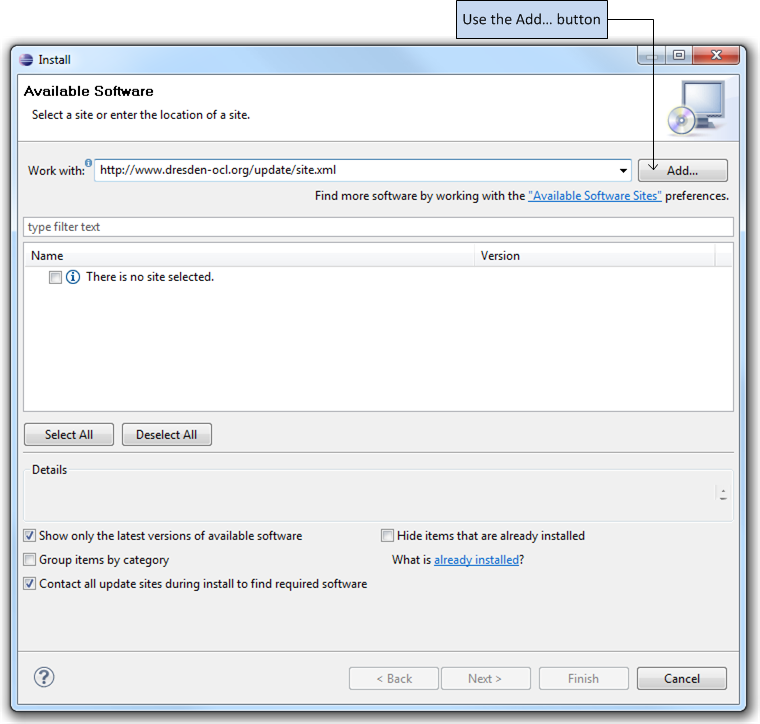 Use the Add... button
Install
Available Software
Select a site or enter the location of a site.
Work with: http://www.dresden-ocl.org/update/site.xml Add...
Find more software by working with the "Available Software Sites" preferences.
type filter text
Name Version
There is no site selected.
Select All Deselect All
Details
Show only the latest versions of available software Hide items that are already installed
Group items by category What is already installed?
Contact all update sites during install to find required software
? < Back Next > Finish Cancel